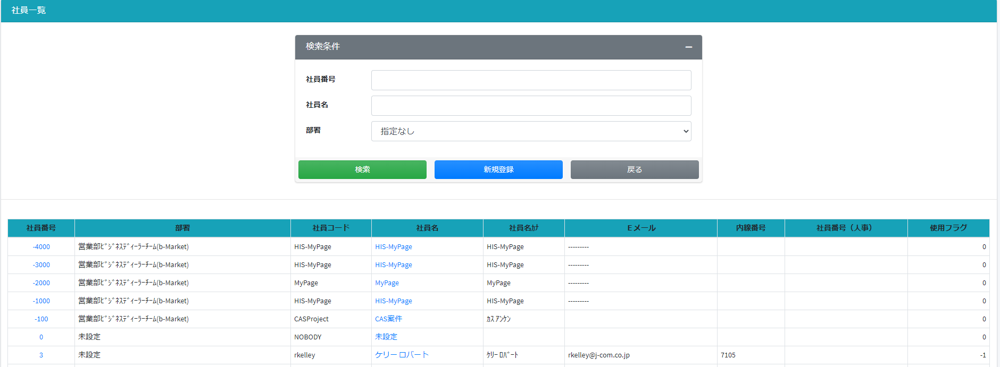 社員一覧
検索条件
社員番号
社員名
部署 指定なし
検索 新規登録 戻る
社員番号 部署 社員コード 社員名 社員名ｶﾅ Ｅメール 内線番号 社員番号（人事） 使用フラグ
-4000 営業部ﾋﾞｼﾞﾈｽﾃﾞｨｰﾗｰﾁｰﾑ(b-Market) HIS-MyPage HIS-MyPage HIS-MyPage --------- 0
-3000 営業部ﾋﾞｼﾞﾈｽﾃﾞｨｰﾗｰﾁｰﾑ(b-Market) HIS-MyPage HIS-MyPage HIS-MyPage --------- 0
-2000 営業部ﾋﾞｼﾞﾈｽﾃﾞｨｰﾗｰﾁｰﾑ(b-Market) MyPage MyPage MyPage --------- 0
-1000 営業部ﾋﾞｼﾞﾈｽﾃﾞｨｰﾗｰﾁｰﾑ(b-Market) HIS-MyPage HIS-MyPage HIS-MyPage --------- 0
-100 営業部ﾋﾞｼﾞﾈｽﾃﾞｨｰﾗｰﾁｰﾑ(b-Market) CASProject CAS案件 ｶｽ ｱﾝｹﾝ 0
0 未設定 NOBODY 未設定 0
3 未設定 rkelley ケリー ロバート ｹﾘｰ ﾛﾊﾞｰﾄ rkelley@j-com.co.jp 7105 -1